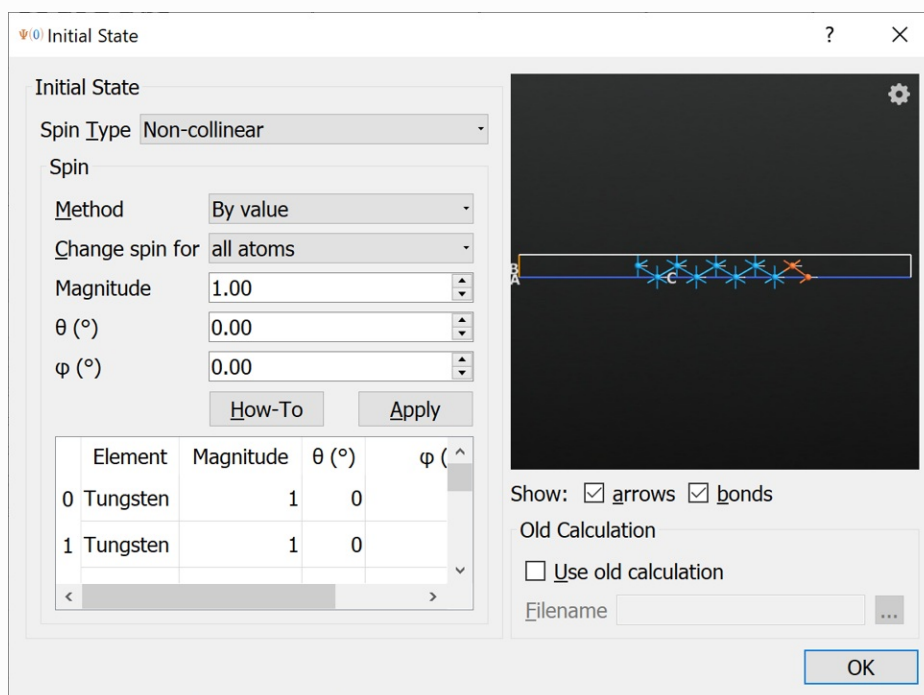 Ψ(0) Initial State ?
Initial State
Spin Type Non-collinear
Spin
Method By value
Change spin for all atoms
Magnitude 1.00
θ (°) 0.00
φ (°) 0.00
How-To Apply
Element Magnitude θ (°) φ (
0 Tungsten 1 0
1 Tungsten 1 0
B
A
C
Show: arrows bonds
Old Calculation
Use old calculation
Filename ...
OK